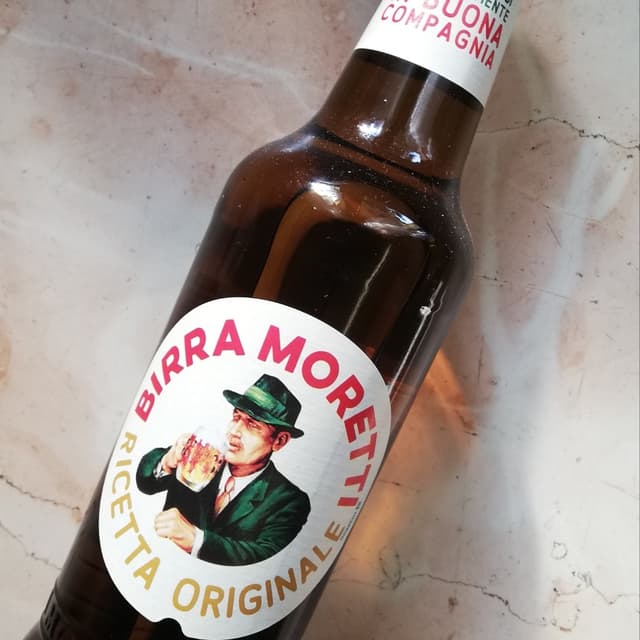 BUONA
COMPAGNIA
BIRRA MORETTI
RICETTA ORIGINALE